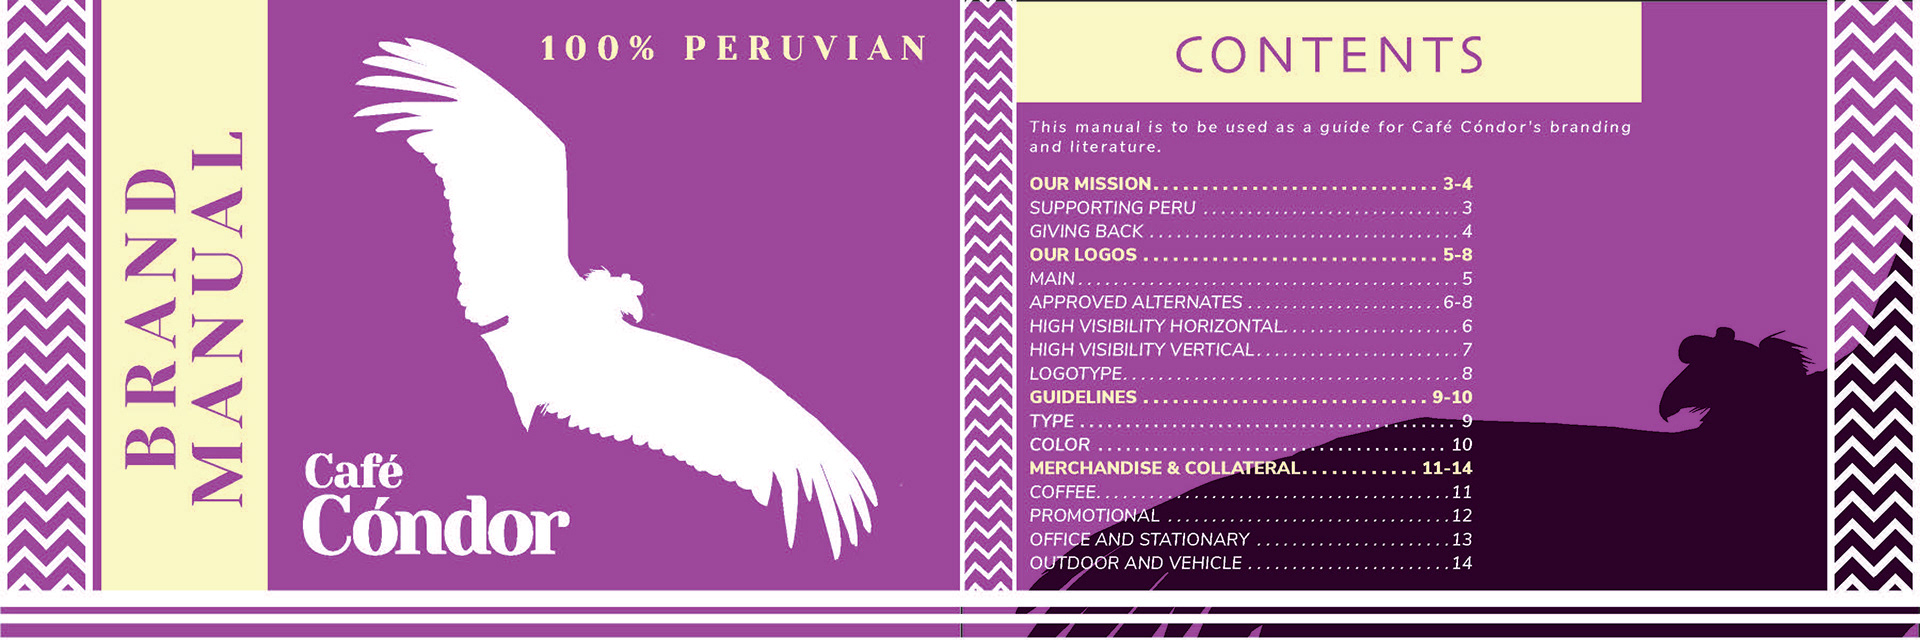 BRAND
MANUAL
100% PERUVIAN
Café
Cóndor
CONTENTS
This manual is to be used as a guide for Café Cóndor's branding
and literature.
OUR MISSION.............................. 3-4
SUPPORTING PERU .............................. 3
GIVING BACK .................................... 4
OUR LOGOS .............................. 5-8
MAIN............................................ 5
APPROVED ALTERNATES .........................6-8
HIGH VISIBILITY HORIZONTAL..................... 6
HIGH VISIBILITY VERTICAL........................ 7
LOGOTYPE...................................... 8
GUIDELINES .............................. 9-10
TYPE ............................................ 9
COLOR ......................................... 10
MERCHANDISE & COLLATERAL............ 11-14
COFFEE.........................................11
PROMOTIONAL .................................12
OFFICE AND STATIONARY .......................13
OUTDOOR AND VEHICLE ........................14